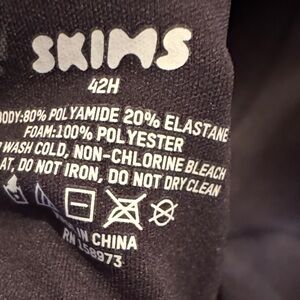 SKIMS
42H
BODY:80% POLYAMIDE 20% ELASTANE
FOAM:100% POLYESTER
WASH COLD, NON-CHLORINE BLEACH
AT, DO NOT IRON, DO NOT DRY CLEAN
IN CHINA
RN 158973